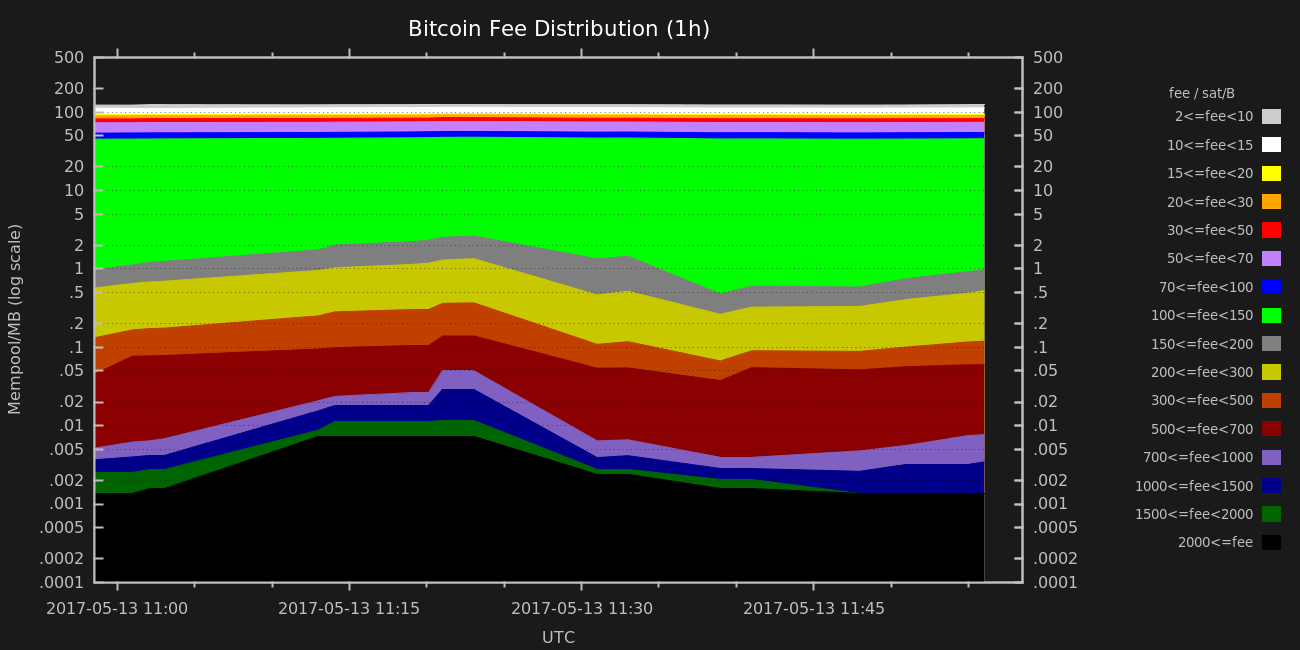 Bitcoin Fee Distribution (1h)
Mempool/MB (log scale)
500
200
100
50
20
10
5
2
1
.5
.2
.1
.05
.02
.01
.005
.002
.001
.0005
.0002
.0001
500
200
100
50
20
10
5
2
1
.5
.2
.1
.05
.02
.01
.005
.002
.001
.0005
.0002
.0001
2017-05-13 11:00 2017-05-13 11:15 2017-05-13 11:30 2017-05-13 11:45
UTC
fee / sat/B
2<=fee<10
10<=fee<15
15<=fee<20
20<=fee<30
30<=fee<50
50<=fee<70
70<=fee<100
100<=fee<150
150<=fee<200
200<=fee<300
300<=fee<500
500<=fee<700
700<=fee<1000
1000<=fee<1500
1500<=fee<2000
2000<=fee